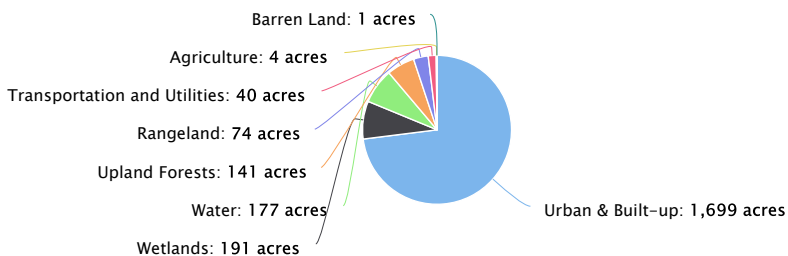 Barren Land: 1 acres
Agriculture: 4 acres
Transportation and Utilities: 40 acres
Rangeland: 74 acres
Upland Forests: 141 acres
Water: 177 acres
Urban & Built-up: 1,699 acres
Wetlands: 191 acres